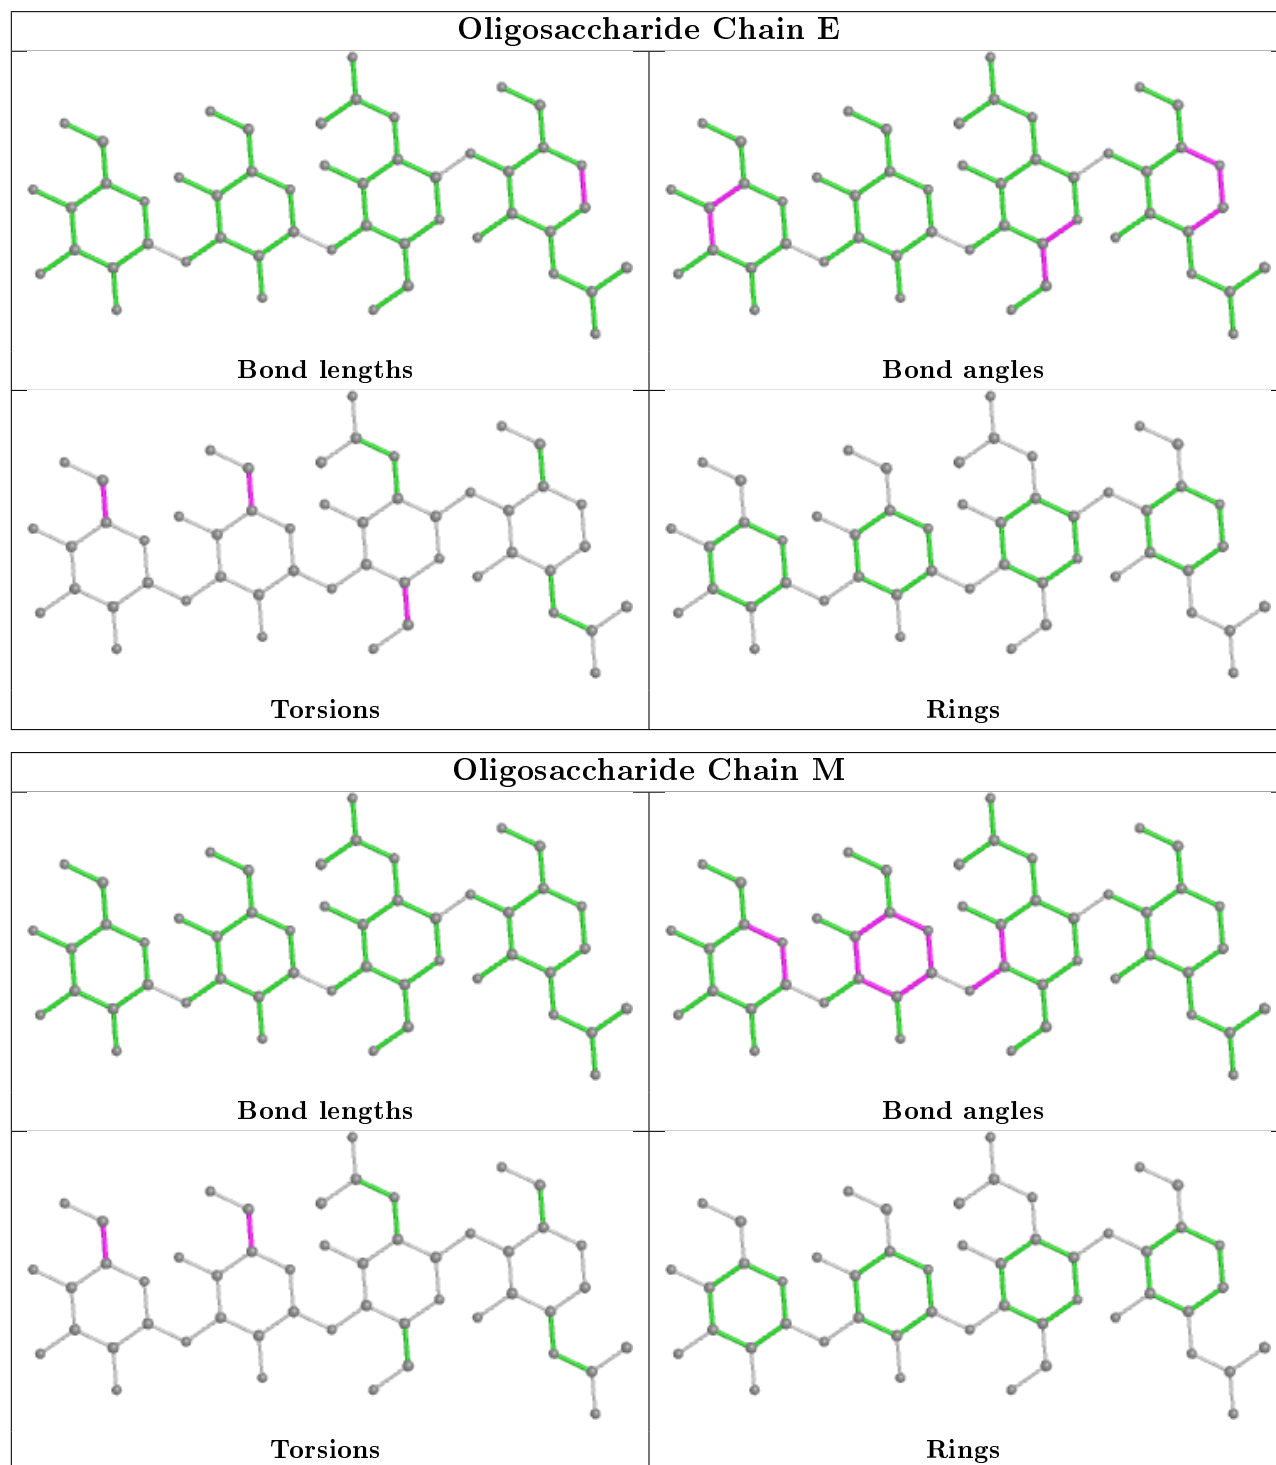 Oligosaccharide Chain E
Bond lengths
Bond angles
Torsions
Rings
Oligosaccharide Chain M
Bond lengths
Bond angles
Torsions
Rings